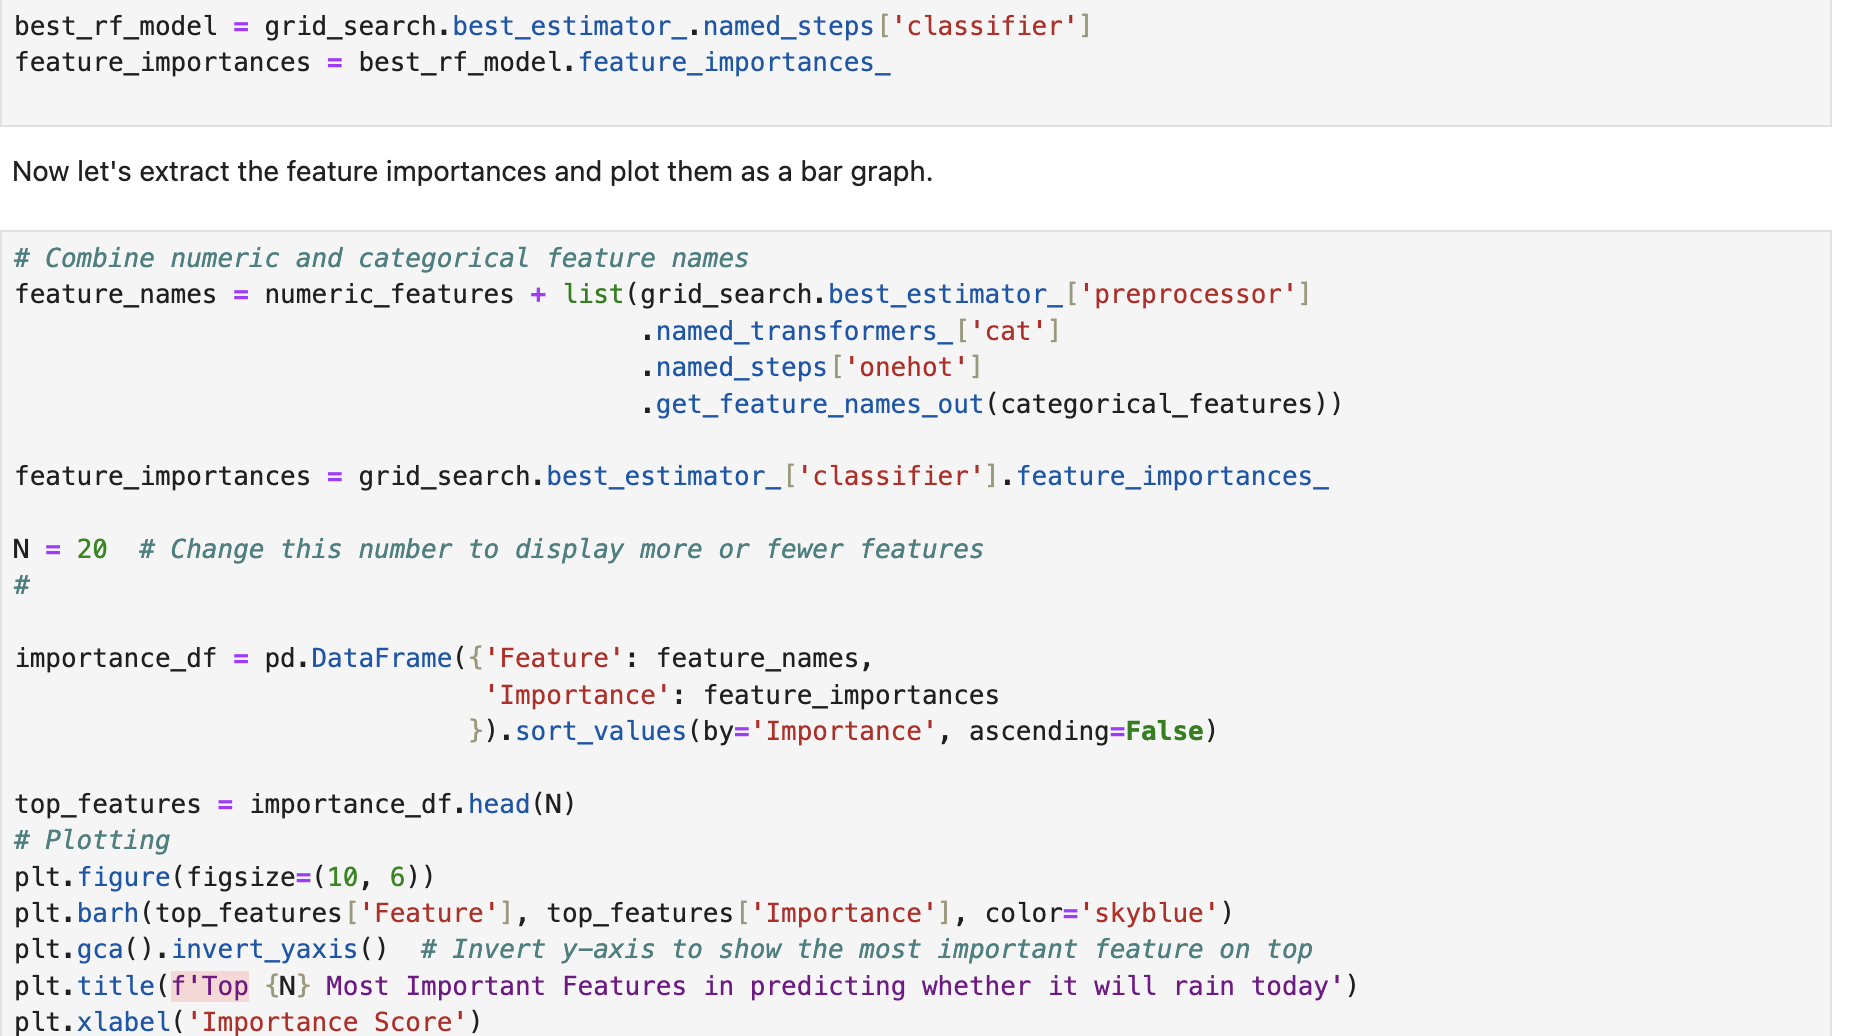 best_rf_model = grid_search.best_estimator_.named_steps['classifier']
feature_importances = best_rf_model.feature_importances_
Now let's extract the feature importances and plot them as a bar graph.
# Combine numeric and categorical feature names
feature_names = numeric_features + list(grid_search.best_estimator_['preprocessor']
                                        .named_transformers_['cat']
                                        .named_steps['onehot']
                                        .get_feature_names_out(categorical_features))
feature_importances = grid_search.best_estimator_['classifier'].feature_importances_
N = 20  # Change this number to display more or fewer features
#
importance_df = pd.DataFrame({'Feature': feature_names,
                              'Importance': feature_importances
                             }).sort_values(by='Importance', ascending=False)
top_features = importance_df.head(N)
# Plotting
plt.figure(figsize=(10, 6))
plt.barh(top_features['Feature'], top_features['Importance'], color='skyblue')
plt.gca().invert_yaxis()  # Invert y-axis to show the most important feature on top
plt.title(f'Top {N} Most Important Features in predicting whether it will rain today')
plt.xlabel('Importance Score')